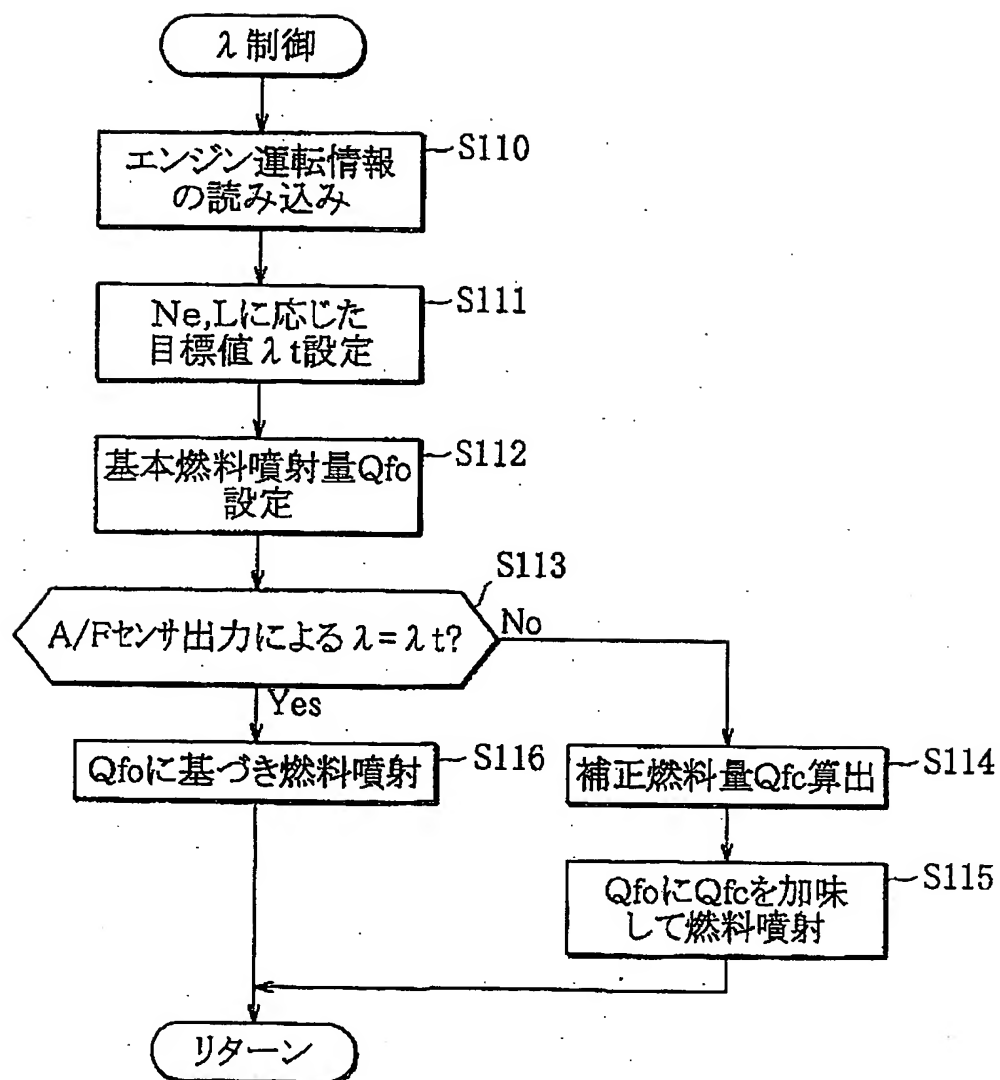 λ制御
エンジン運転情報
の読み込み
S110
Ne,Lに応じた
目標値λt設定
S111
基本燃料噴射量Qfo
設定
S112
S113
A/Fセンサ出力によるλ=λt?
No
Yes
Qfoに基づき燃料噴射
S116
補正燃料量Qfc算出
S114
QfoにQfcを加味
して燃料噴射
S115
リターン